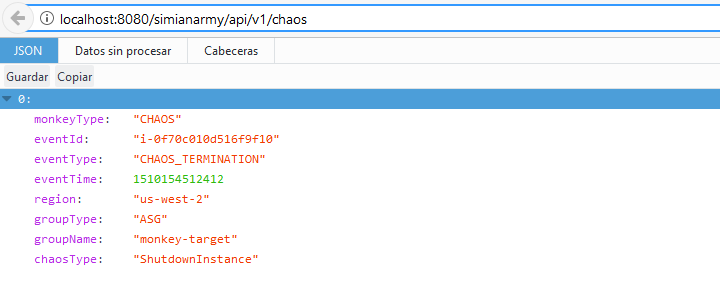 localhost:8080/simianarmy/api/v1/chaos
JSON Datos sin procesar Cabeceras
Guardar Copiar
0:
monkeyType: "CHAOS"
eventId: "i-0f70c010d516f9f10"
eventType: "CHAOS_TERMINATION"
eventTime: 1510154512412
region: "us-west-2"
groupType: "ASG"
groupName: "monkey-target"
chaosType: "ShutdownInstance"